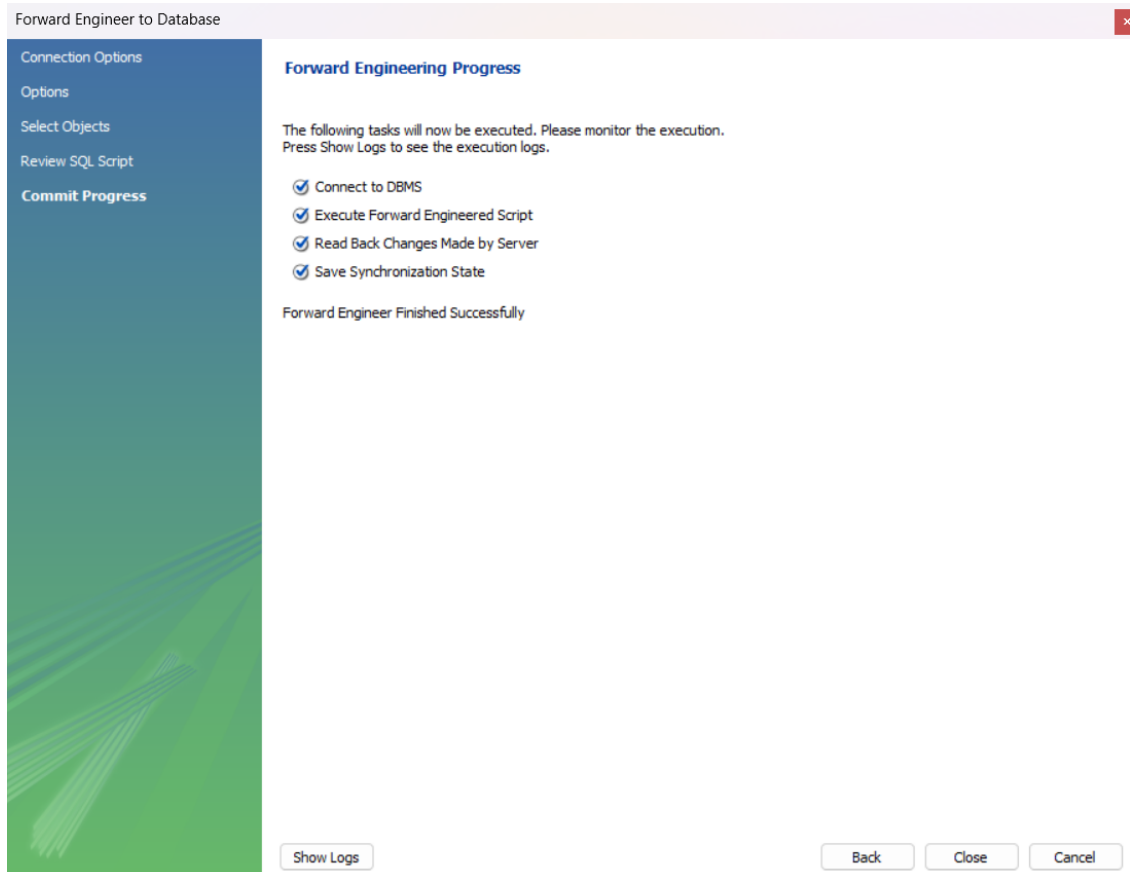 Forward Engineer to Database
Connection Options
Options
Select Objects
Review SQL Script
Commit Progress
Forward Engineering Progress
The following tasks will now be executed. Please monitor the execution.
Press Show Logs to see the execution logs.
Connect to DBMS
Execute Forward Engineered Script
Read Back Changes Made by Server
Save Synchronization State
Forward Engineer Finished Successfully
Show Logs
Back
Close
Cancel